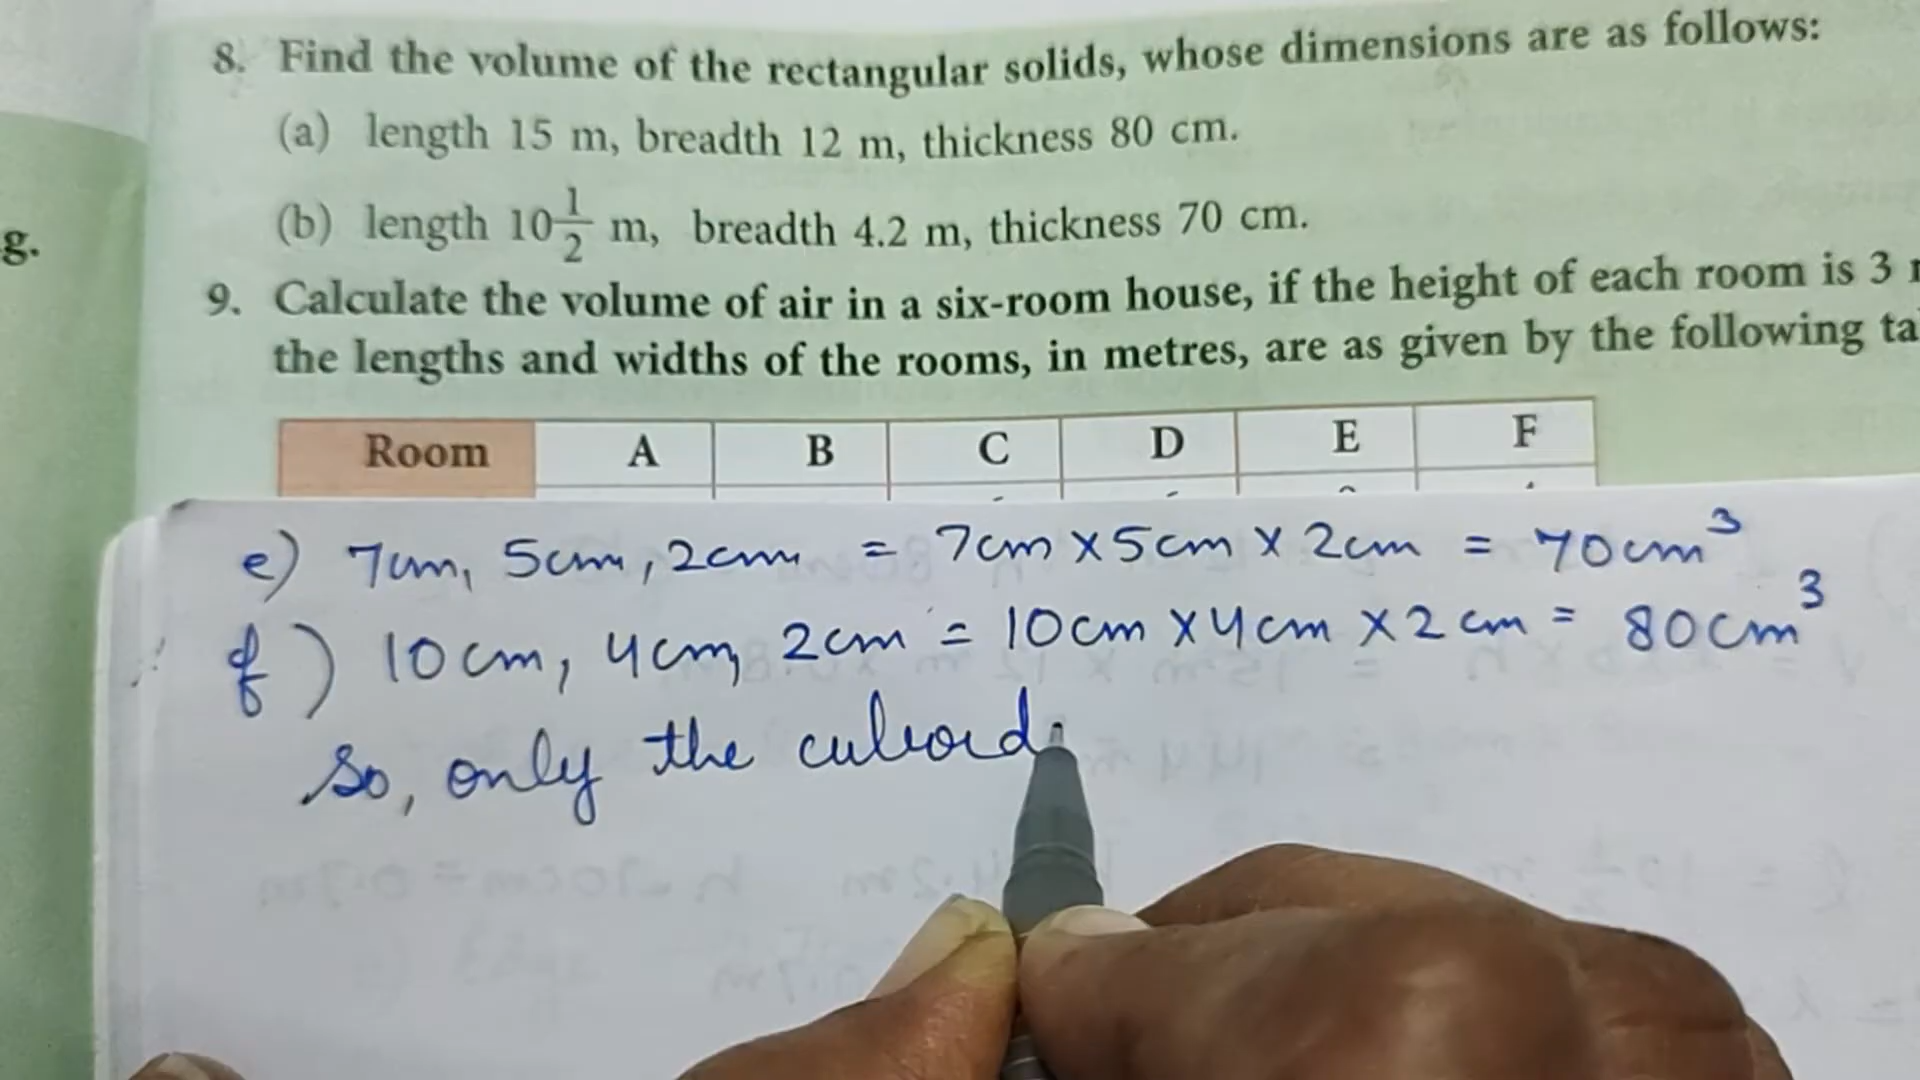 8. Find the volume of the rectangular solids, whose dimensions are as follows:
(a) length 15 m, breadth 12 m, thickness 80 cm.
(b) length 10 1/2 m, breadth 4.2 m, thickness 70 cm.
g.
9. Calculate the volume of air in a six-room house, if the height of each room is 3
the lengths and widths of the rooms, in metres, are as given by the following
Room A B C D E F
e) 7cm, 5cm, 2cm = 7cm x 5cm x 2cm = 70cm³
f) 10cm, 4cm, 2cm = 10cm x 4cm x 2cm = 80cm³
So, only the cuboid